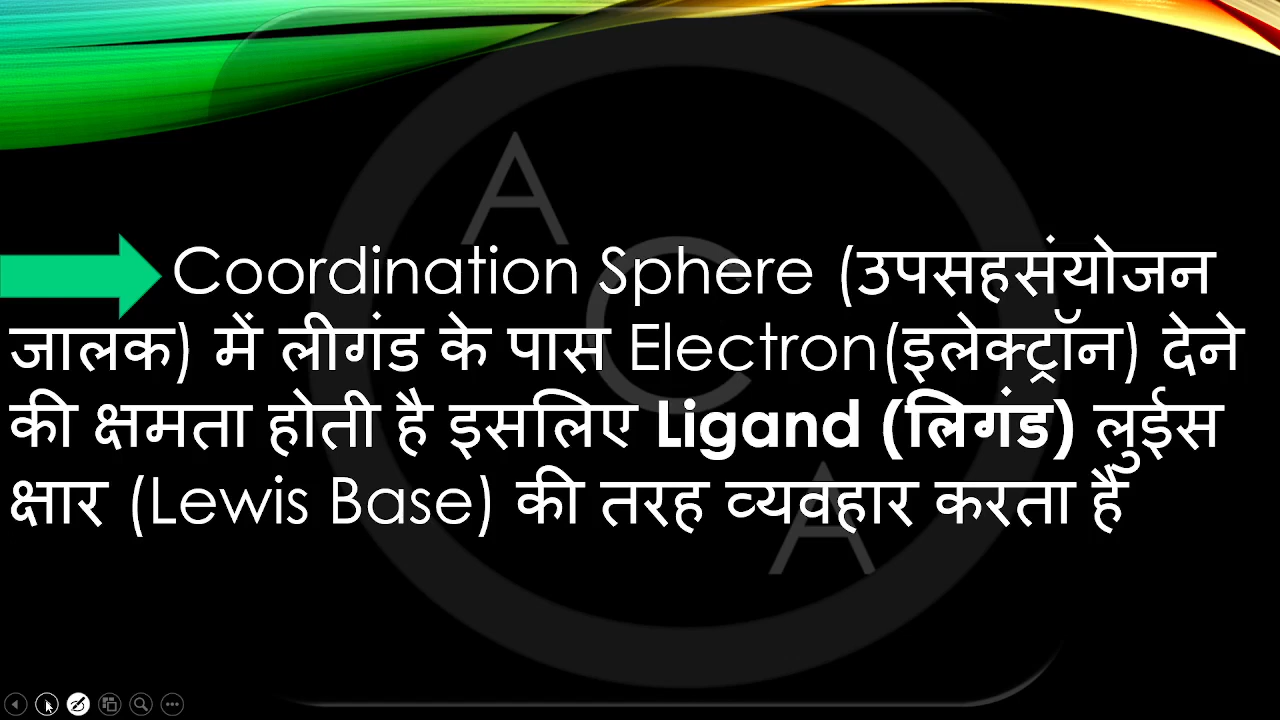 Coordination Sphere (उपसहसंयोजन
जालक) में लीगंड के पास Electron(इलेक्ट्रॉन) देने
की क्षमता होती है इसलिए Ligand (लिगंड) लुईस
क्षार (Lewis Base) की तरह व्यवहार करता है
A
C
A